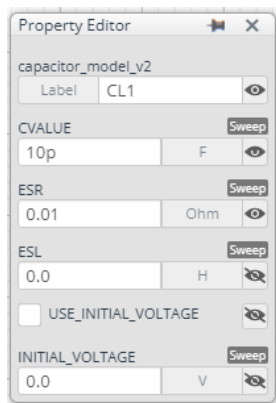 Property Editor
capacitor_model_v2
Label CL1
CVALUE Sweep
10p F
ESR Sweep
0.01 Ohm
ESL Sweep
0.0 H
USE_INITIAL_VOLTAGE
INITIAL_VOLTAGE Sweep
0.0 V